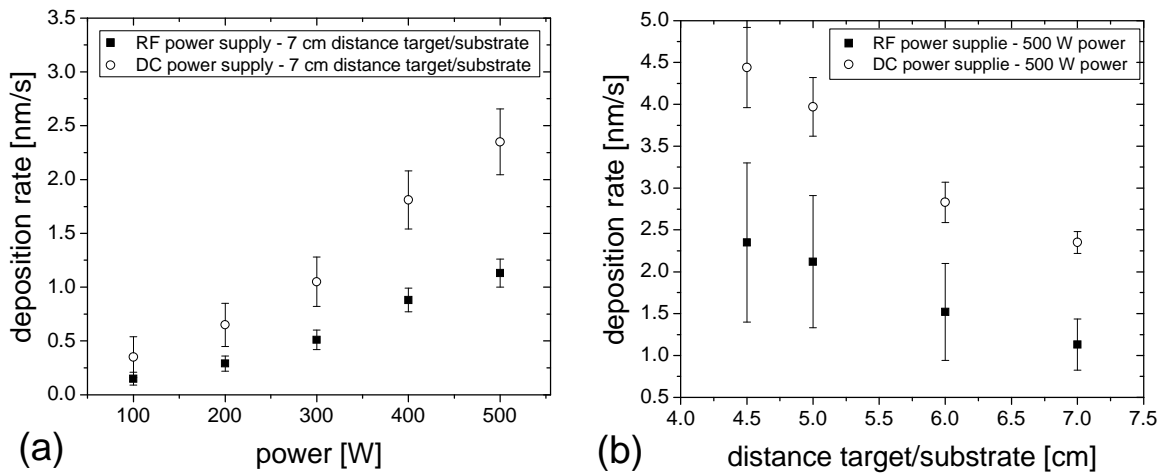 3.5
3.0
2.5
2.0
1.5
1.0
0.5
0.0
deposition rate [nm/s]
RF power supply - 7 cm distance target/substrate
DC power supply - 7 cm distance target/substrate
100 200 300 400 500
power [W]
(a)
5.0
4.5
4.0
3.5
3.0
2.5
2.0
1.5
1.0
0.5
deposition rate [nm/s]
RF power supplie - 500 W power
DC power supplie - 500 W power
4.0 4.5 5.0 5.5 6.0 6.5 7.0 7.5
distance target/substrate [cm]
(b)